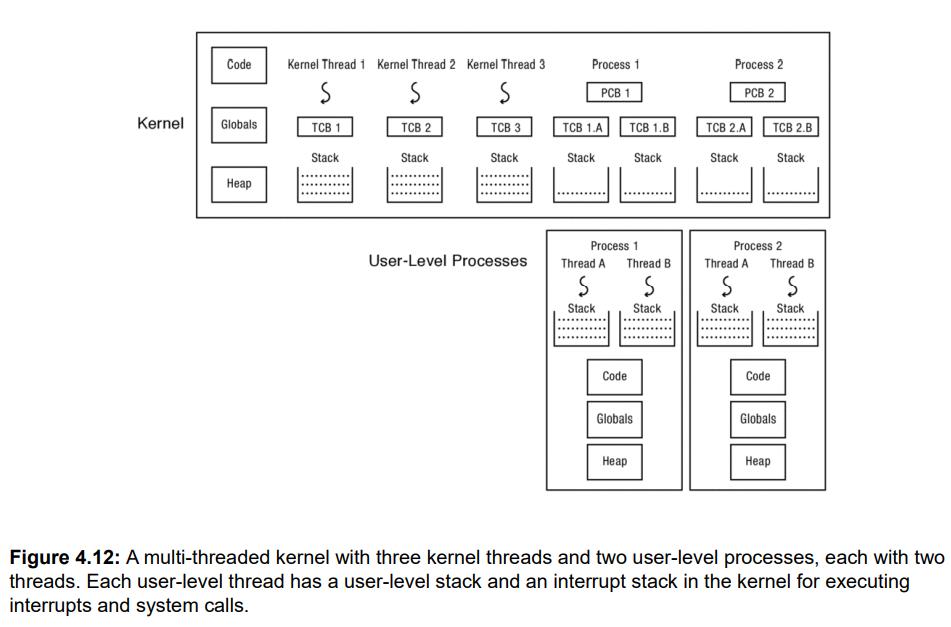 Code Kernel Thread 1 Kernel Thread 2 Kernel Thread 3 Process 1 Process 2
PCB 1 PCB 2
Kernel Globals TCB 1 TCB 2 TCB 3 TCB 1.A TCB 1.B TCB 2.A TCB 2.B
Stack Stack Stack Stack Stack Stack Stack
Heap
User-Level Processes
Process 1 Process 2
Thread A Thread B Thread A Thread B
Stack Stack Stack Stack
Code Code
Globals Globals
Heap Heap
Figure 4.12: A multi-threaded kernel with three kernel threads and two user-level processes, each with two
threads. Each user-level thread has a user-level stack and an interrupt stack in the kernel for executing
interrupts and system calls.